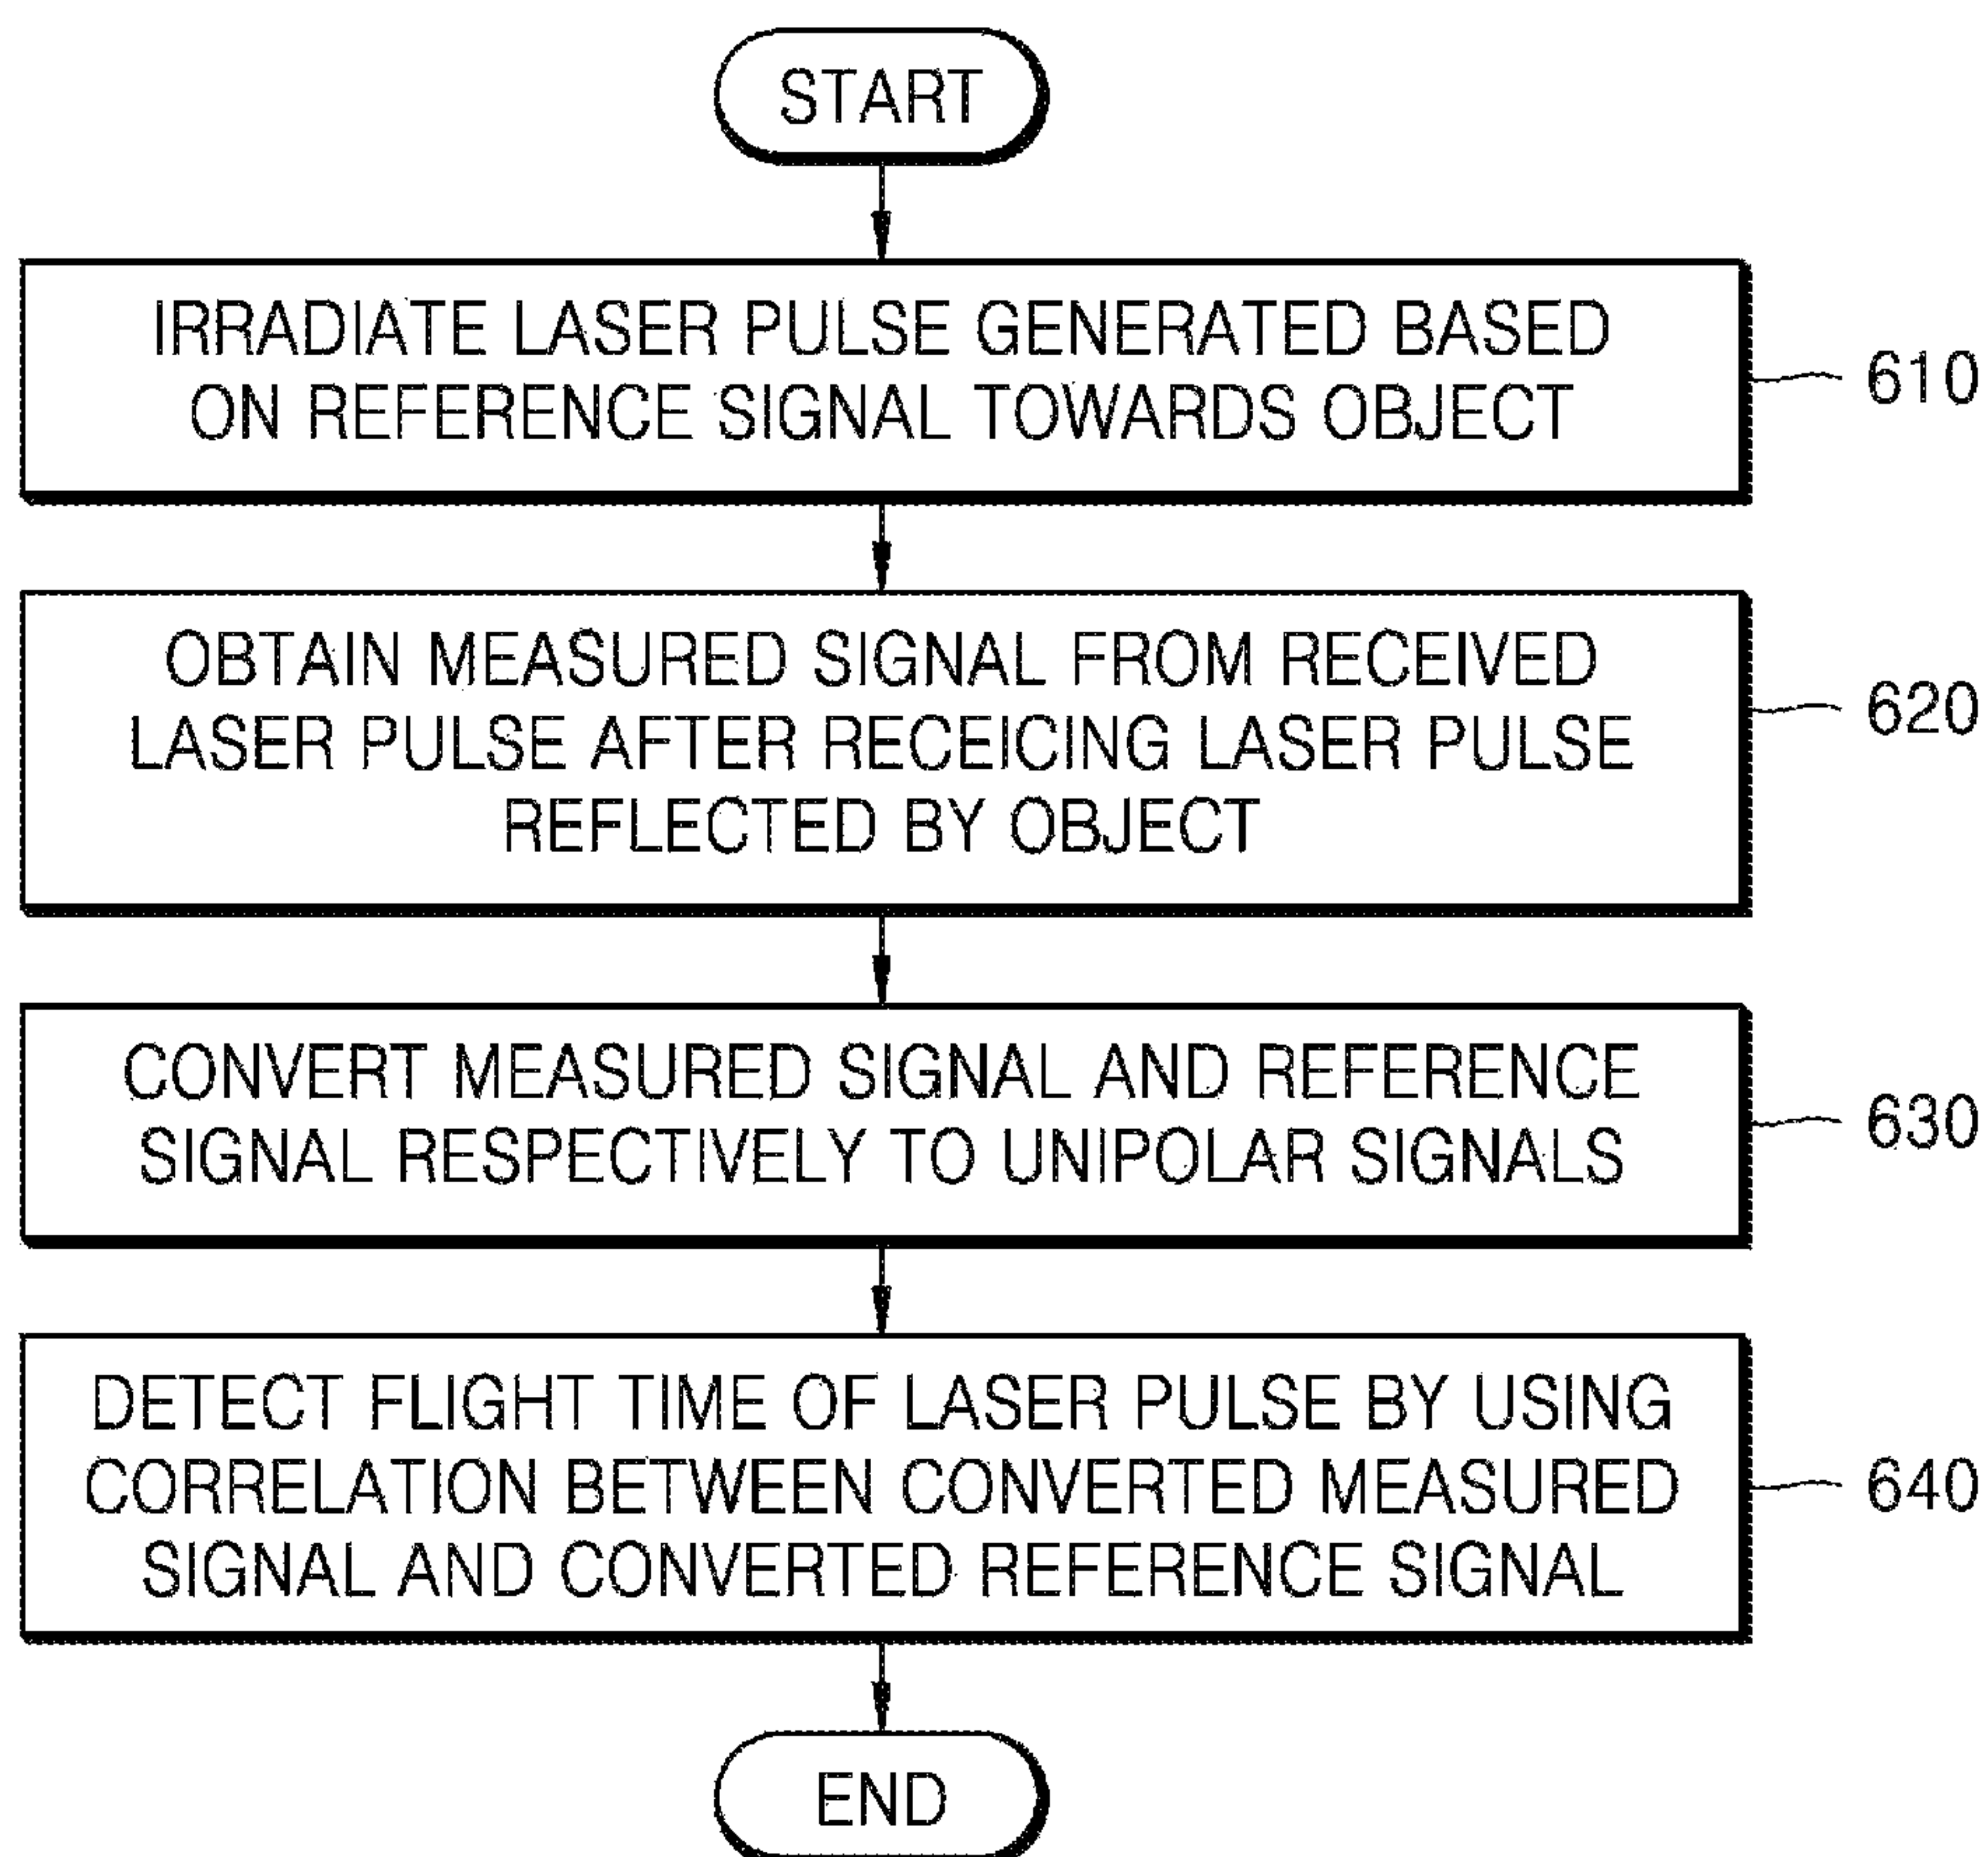 START
IRRADIATE LASER PULSE GENERATED BASED
ON REFERENCE SIGNAL TOWARDS OBJECT
610
OBTAIN MEASURED SIGNAL FROM RECEIVED
LASER PULSE AFTER RECEICING LASER PULSE
REFLECTED BY OBJECT
620
CONVERT MEASURED SIGNAL AND REFERENCE
SIGNAL RESPECTIVELY TO UNIPOLAR SIGNALS
630
DETECT FLIGHT TIME OF LASER PULSE BY USING
CORRELATION BETWEEN CONVERTED MEASURED
SIGNAL AND CONVERTED REFERENCE SIGNAL
640
END